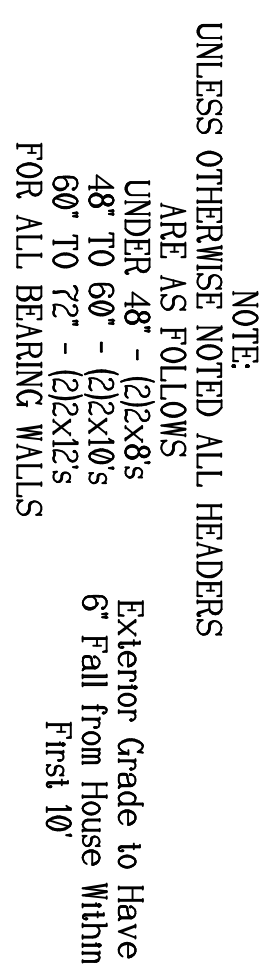 NOTE:
UNLESS OTHERWISE NOTED ALL HEADERS
ARE AS FOLLOWS
UNDER 48" - (2)2x8's
48" TO 60" - (2)2x10's
60" TO 72" - (2)2x12's
FOR ALL BEARING WALLS
Exterior Grade to Have
6" Fall from House Within
First 10'